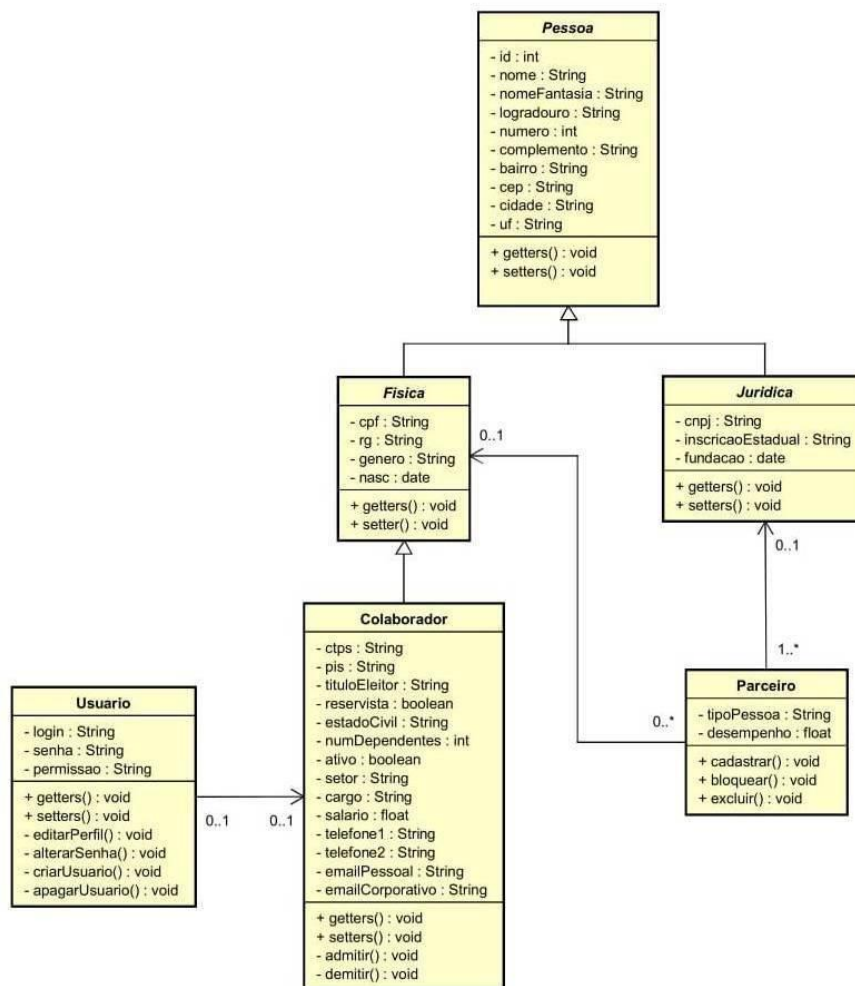 Pessoa
- id : int
- nome : String
- nomeFantasia : String
- logradouro : String
- numero : int
- complemento : String
- bairro : String
- cep : String
- cidade : String
- uf : String
+ getters() : void
+ setters() : void
Fisica
- cpf : String
- rg : String
- genero : String
- nasc : date
+ getters() : void
+ setter() : void
Juridica
- cnpj : String
- inscricaoEstadual : String
- fundacao : date
+ getters() : void
+ setters() : void
0..1
0..1
1..*
0..*
Colaborador
- ctps : String
- pis : String
- tituloEleitor : String
- reservista : boolean
- estadoCivil : String
- numDependentes : int
- ativo : boolean
- setor : String
- cargo : String
- salario : float
- telefone1 : String
- telefone2 : String
- emailPessoal : String
- emailCorporativo : String
+ getters() : void
+ setters() : void
- admitir() : void
- demitir() : void
Parceiro
- tipoPessoa : String
- desempenho : float
+ cadastrar() : void
+ bloquear() : void
+ excluir() : void
Usuario
- login : String
- senha : String
- permissao : String
+ getters() : void
+ setters() : void
- editarPerfil() : void
- alterarSenha() : void
- criarUsuario() : void
- apagarUsuario() : void
0..1
0..1